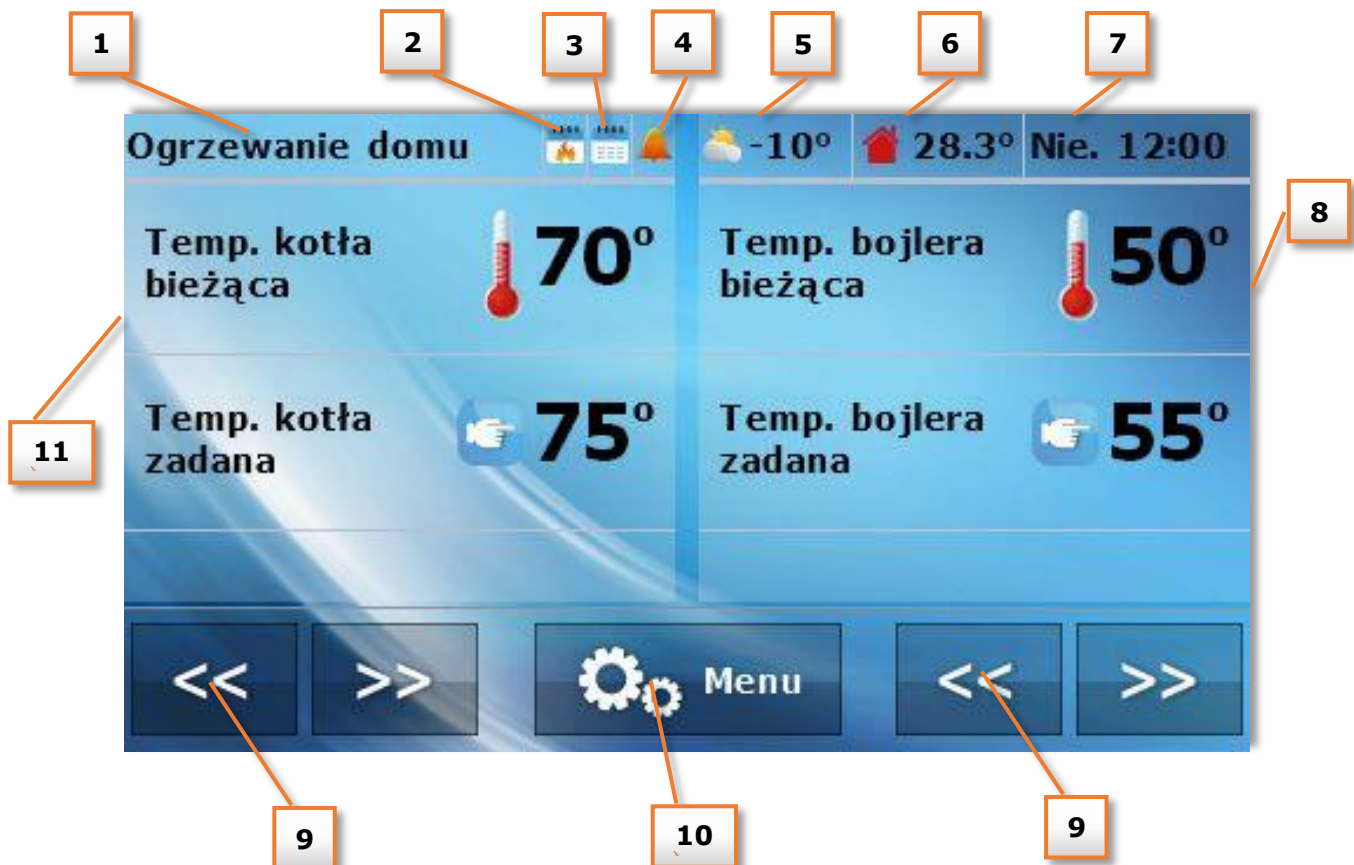 1 2 3 4 5 6 7
Ogrzewanie domu -10° 28.3° Nie. 12:00
8
Temp. kotła
bieżąca
70°
Temp. bojlera
bieżąca
50°
11
Temp. kotła
zadana
75°
Temp. bojlera
zadana
55°
<< >> Menu << >>
9 10 9